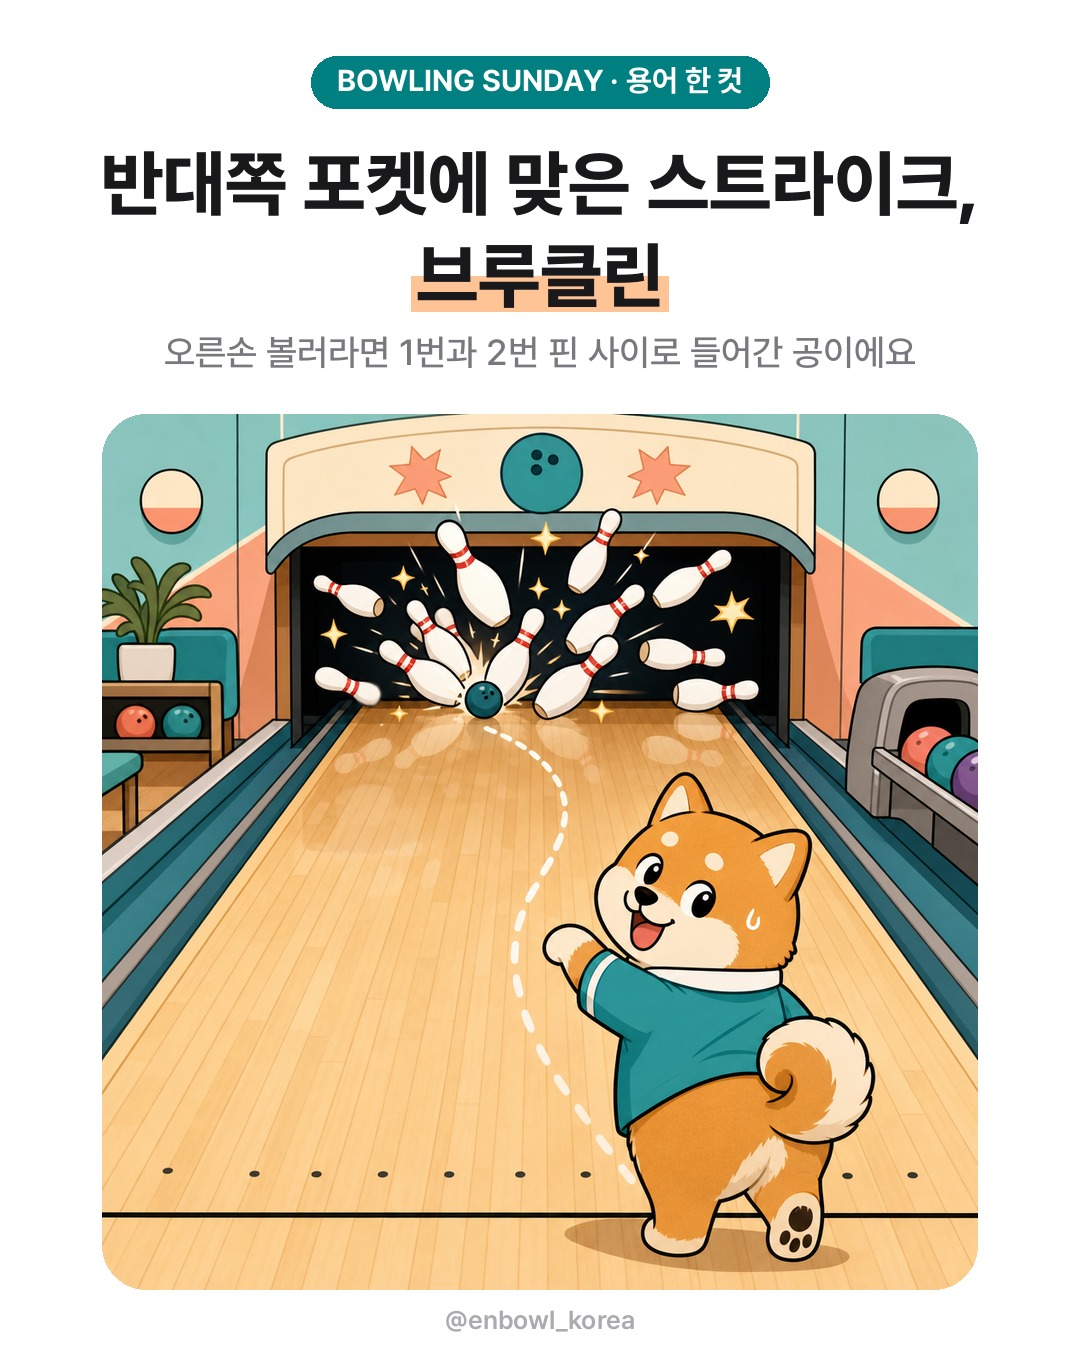 BOWLING SUNDAY · 용어 한 컷
반대쪽 포켓에 맞은 스트라이크,
브루클린
오른손 볼러라면 1번과 2번 핀 사이로 들어간 공이에요
@enbowl_korea